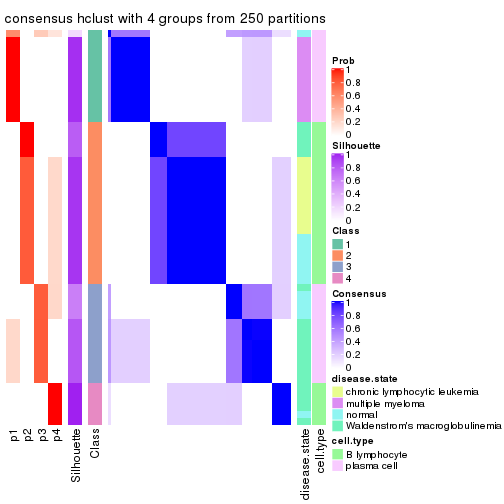 consensus hclust with 4 groups from 250 partitions
Prob
1
0.8
0.6
0.4
0.2
0
Silhouette
1
0.8
0.6
0.4
0.2
0
Class
1
2
3
4
Consensus
1
0.8
0.6
0.4
0.2
0
disease.state
chronic lymphocytic leukemia
multiple myeloma
normal
Waldenstrom's macroglobulinemia
cell.type
B lymphocyte
plasma cell
p1
p2
p3
p4
Silhouette
Class
disease.state
cell.type